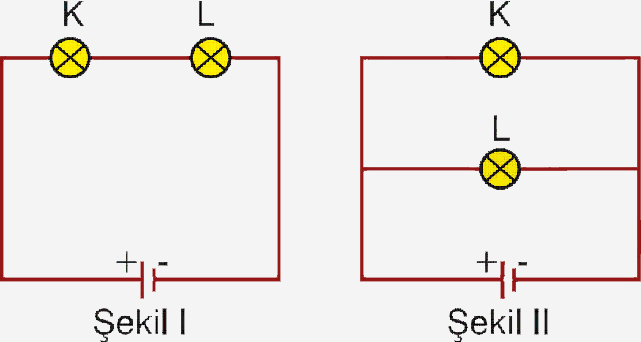 K L
+ -
Şekil I
K
L
+ -
Şekil II